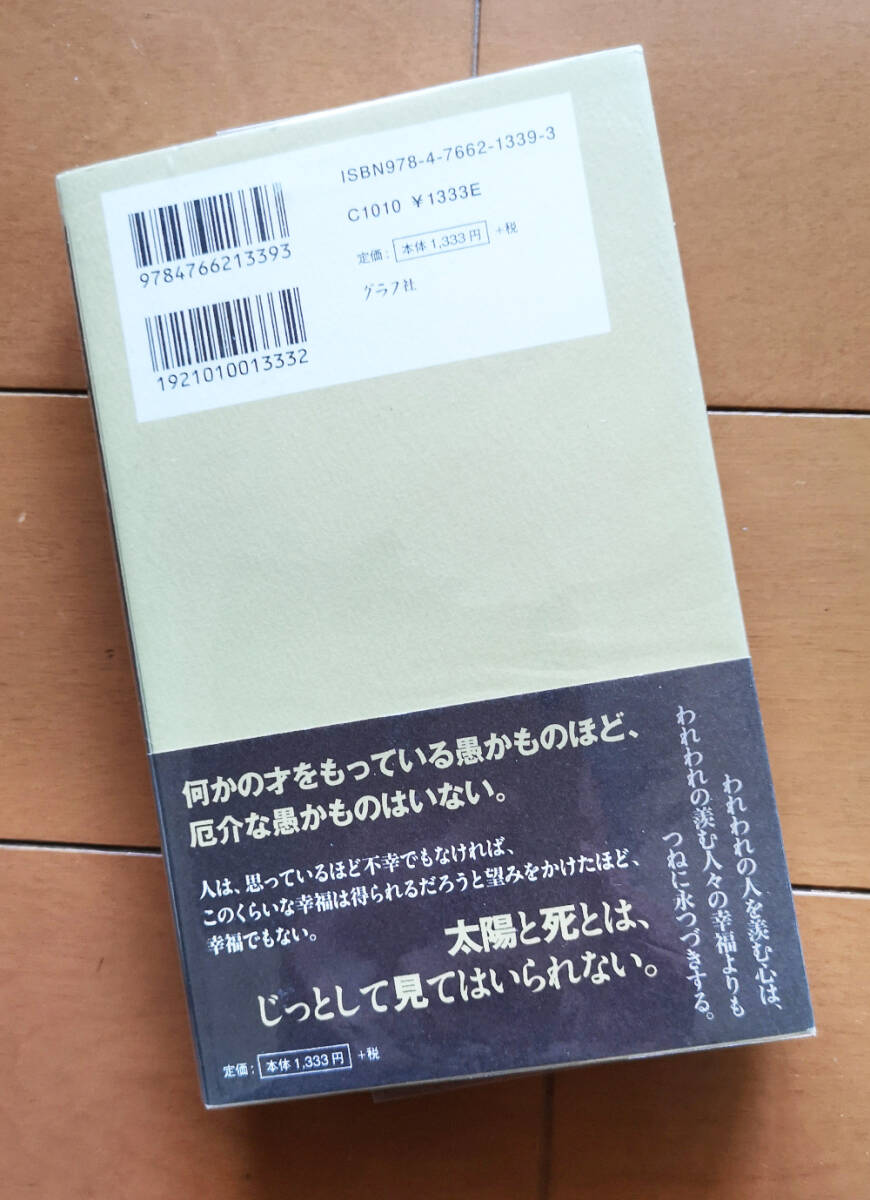 ISBN978-4-7662-1339-3
C1010 ¥1333E
定価：本体1,333円 +税
グラフ社
9784766213393
1921010013332
何かの才をもっている愚かものほど、
厄介な愚かものはいない。
人は、思っているほど不幸でもなければ、
このくらいな幸福は得られるだろうと望みをかけたほど、
幸福でもない。
太陽と死とは、
じっとして見てはいられない。
われわれの人を羨む心は、
われわれの羨む人々の幸福よりも
つねに永つづきする。
定価：本体1,333円 +税